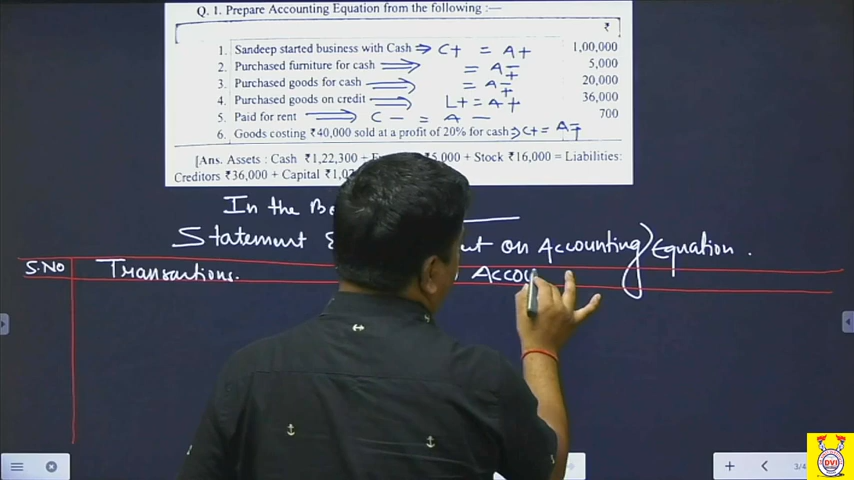 Q. 1. Prepare Accounting Equation from the following :—
₹
1. Sandeep started business with Cash ⇒ C+ = A+ 1,00,000
2. Purchased furniture for cash ⇒ = A∓ 5,000
3. Purchased goods for cash ⇒ = A∓ 20,000
4. Purchased goods on credit ⇒ L+ = A+ 36,000
5. Paid for rent ⇒ C− = A− 700
6. Goods costing ₹40,000 sold at a profit of 20% for cash ⇒ C+ = A∓
[Ans. Assets : Cash ₹1,22,300 + ₹5,000 + Stock ₹16,000 = Liabilities:
Creditors ₹36,000 + Capital
In the
Statement on Accounting Equation.
S.No Transactions.
DVI
3/4